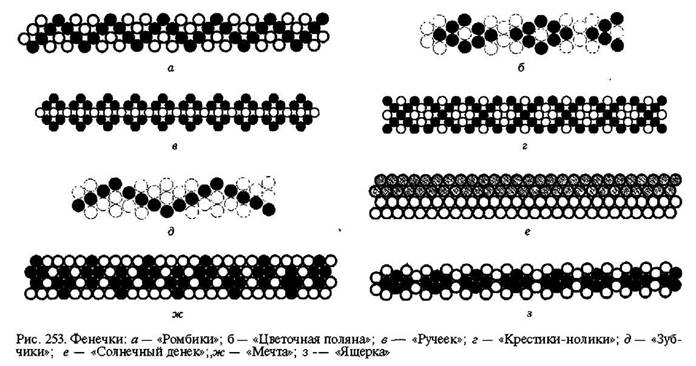 а
б
в
г
д
е
ж
з
Рис. 253. Фенечки: а — «Ромбики»; б — «Цветочная поляна»; в — «Ручеек»; г — «Крестики-нолики»; д — «Зуб-
чики»; е — «Солнечный денек»; ж — «Мечта»; з — «Ящерка»